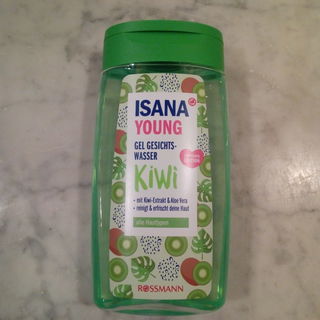 ISANA
YOUNG
GEL GESICHTS-
WASSER
KiWi
• mit Kiwi-Extrakt & Aloe Vera
• reinigt & erfrischt deine Haut
alle Hauttypen
ROSSMANN